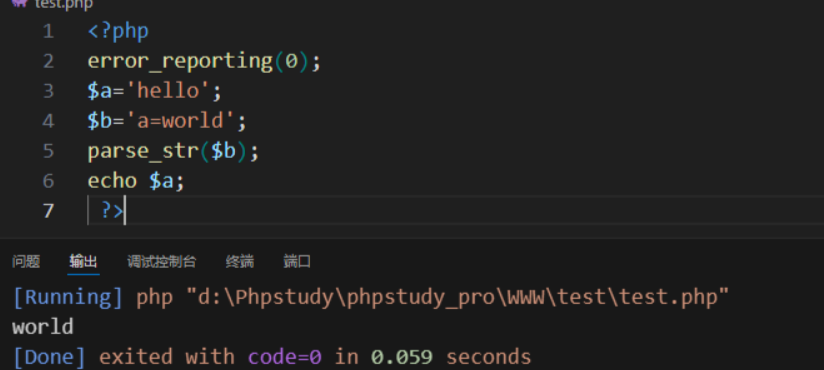 test.php
1 <?php
2 error_reporting(0);
3 $a='hello';
4 $b='a=world';
5 parse_str($b);
6 echo $a;
7 ?>
问题 输出 调试控制台 终端 端口
[Running] php "d:\Phpstudy\phpstudy_pro\WWW\test\test.php"
world
[Done] exited with code=0 in 0.059 seconds